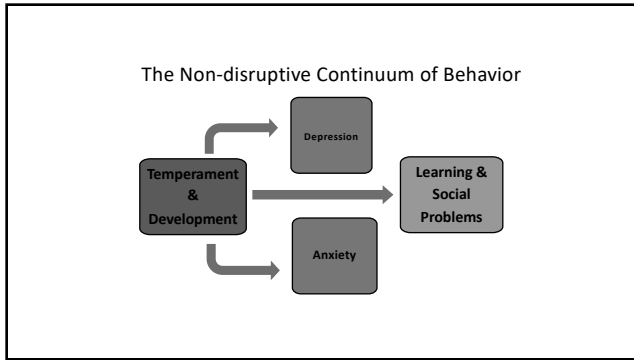 The Non-disruptive Continuum of Behavior
Depression
Temperament
&
Development
Learning &
Social
Problems
Anxiety